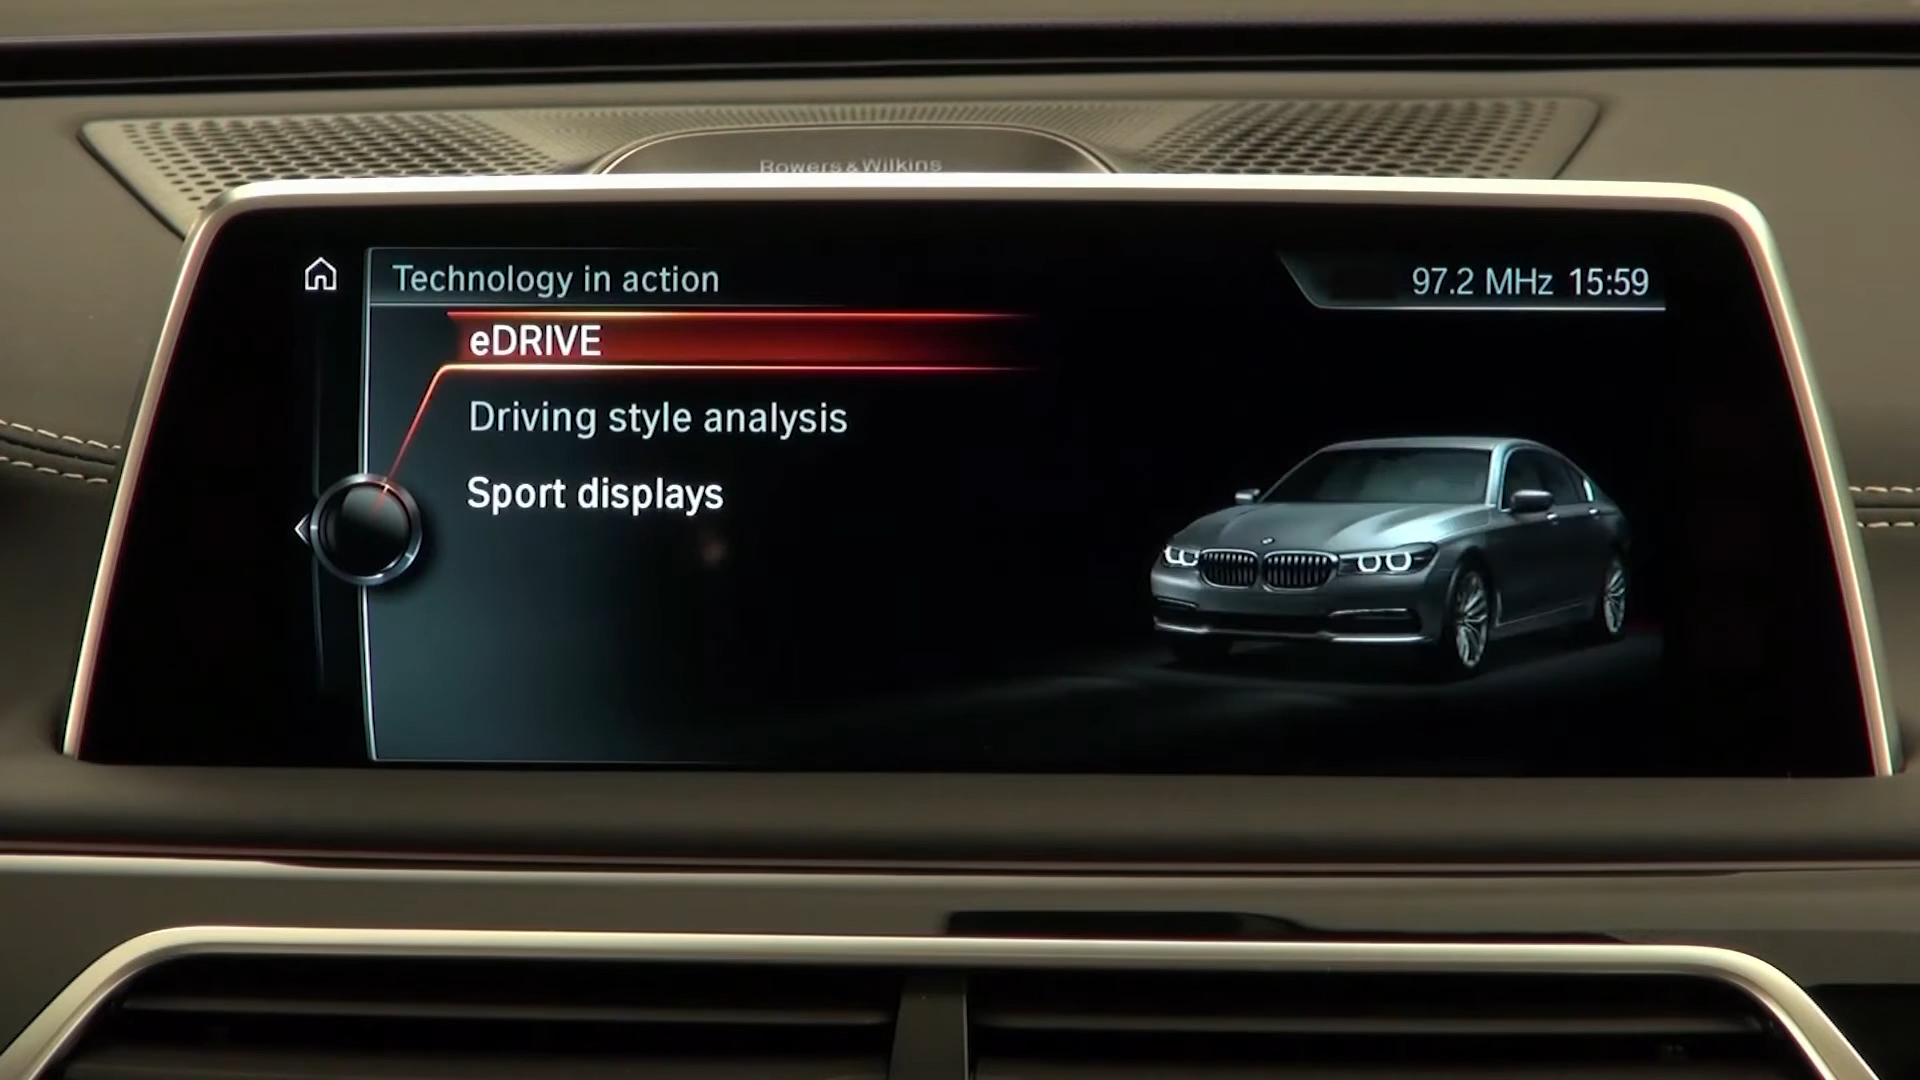 Bowers & Wilkins
Technology in action
97.2 MHz 15:59
eDRIVE
Driving style analysis
Sport displays